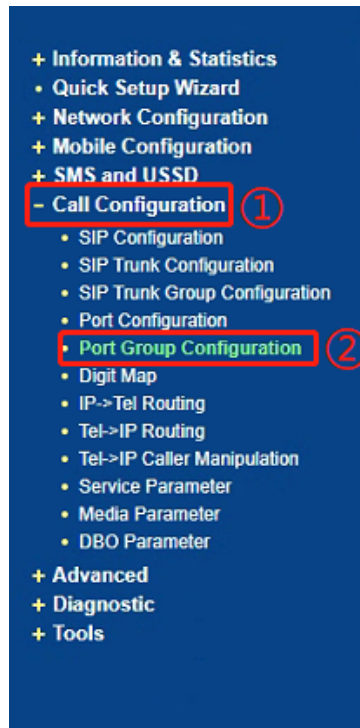 + Information & Statistics
• Quick Setup Wizard
+ Network Configuration
+ Mobile Configuration
+ SMS and USSD
- Call Configuration ①
• SIP Configuration
• SIP Trunk Configuration
• SIP Trunk Group Configuration
• Port Configuration
• Port Group Configuration ②
• Digit Map
• IP->Tel Routing
• Tel->IP Routing
• Tel->IP Caller Manipulation
• Service Parameter
• Media Parameter
• DBO Parameter
+ Advanced
+ Diagnostic
+ Tools